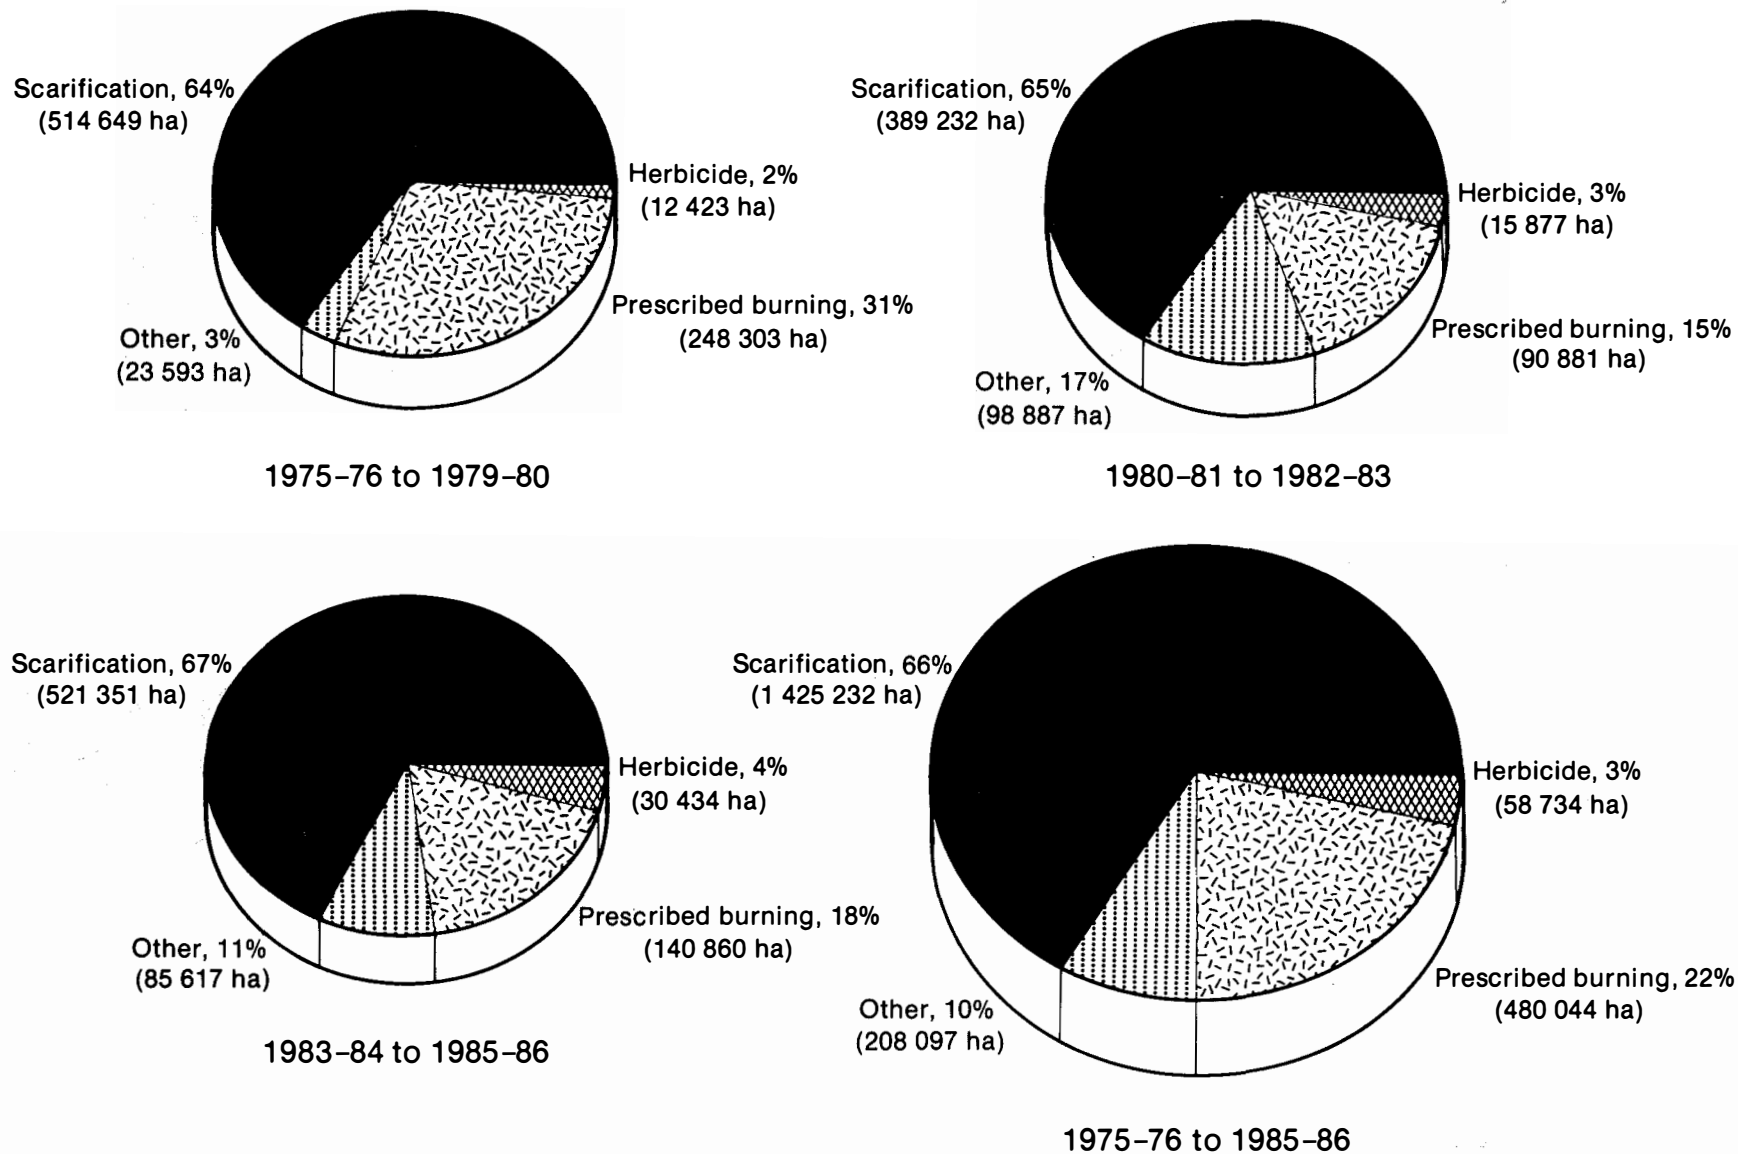 Scarification, 64%
(514 649 ha)
Herbicide, 2%
(12 423 ha)
Prescribed burning, 31%
(248 303 ha)
Other, 3%
(23 593 ha)
1975–76 to 1979–80
Scarification, 65%
(389 232 ha)
Herbicide, 3%
(15 877 ha)
Prescribed burning, 15%
(90 881 ha)
Other, 17%
(98 887 ha)
1980–81 to 1982–83
Scarification, 67%
(521 351 ha)
Herbicide, 4%
(30 434 ha)
Prescribed burning, 18%
(140 860 ha)
Other, 11%
(85 617 ha)
1983–84 to 1985–86
Scarification, 66%
(1 425 232 ha)
Herbicide, 3%
(58 734 ha)
Prescribed burning, 22%
(480 044 ha)
Other, 10%
(208 097 ha)
1975–76 to 1985–86